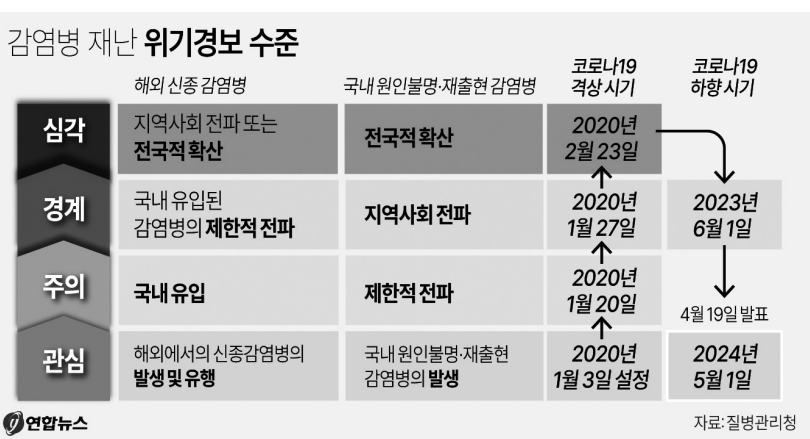 감염병 재난 위기경보 수준
해외 신종 감염병
국내 원인불명·재출현 감염병
코로나19
격상 시기
코로나19
하향 시기
심각
지역사회 전파 또는
전국적 확산
전국적 확산
2020년
2월 23일
경계
국내 유입된
감염병의 제한적 전파
지역사회 전파
2020년
1월 27일
2023년
6월 1일
주의
국내 유입
제한적 전파
2020년
1월 20일
4월 19일 발표
관심
해외에서의 신종감염병의
발생 및 유행
국내 원인불명·재출현
감염병의 발생
2020년
1월 3일 설정
2024년
5월 1일
연합뉴스
자료: 질병관리청